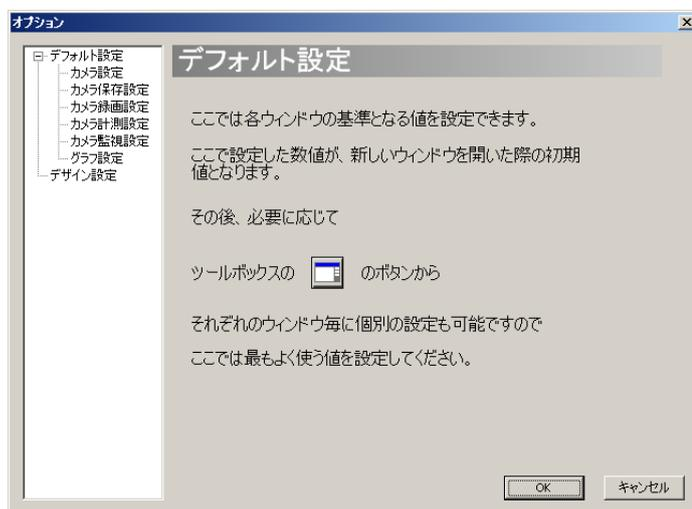 オプション
デフォルト設定
カメラ設定
カメラ保存設定
カメラ録画設定
カメラ計測設定
カメラ監視設定
グラフ設定
デザイン設定
デフォルト設定
ここでは各ウィンドウの基準となる値を設定できます。
ここで設定した数値が、新しいウィンドウを開いた際の初期
値となります。
その後、必要に応じて
ツールボックスの のボタンから
それぞれのウィンドウ毎に個別の設定も可能ですので
ここでは最もよく使う値を設定してください。
OK キャンセル